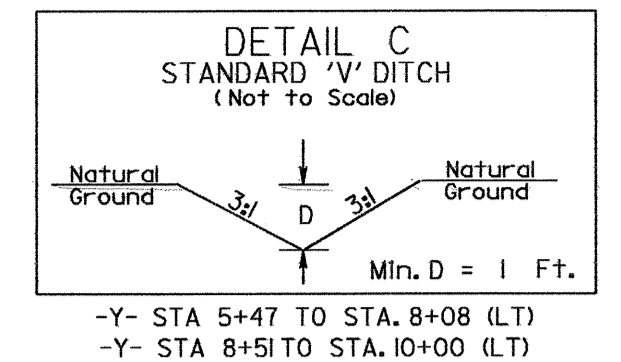 DETAIL C
STANDARD 'V' DITCH
(Not to Scale)
Natural
Ground
3:1
D
3:1
Natural
Ground
Min. D = 1 Ft.
-Y- STA 5+47 TO STA. 8+08 (LT)
-Y- STA 8+51 TO STA. 10+00 (LT)